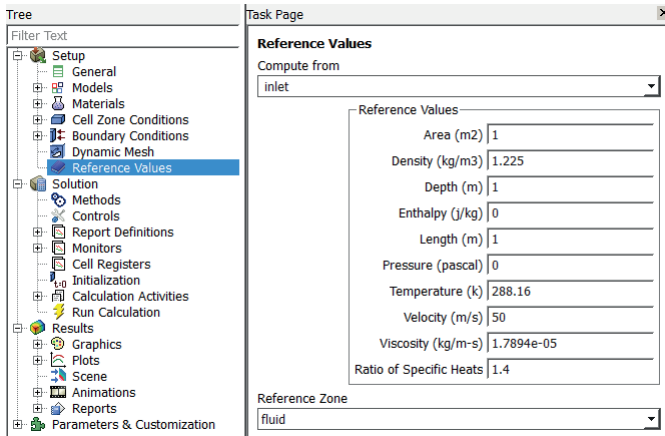 Tree
Filter Text
Setup
General
Models
Materials
Cell Zone Conditions
Boundary Conditions
Dynamic Mesh
Reference Values
Solution
Methods
Controls
Report Definitions
Monitors
Cell Registers
t=0 Initialization
Calculation Activities
Run Calculation
Results
Graphics
Plots
Scene
Animations
Reports
Parameters & Customization
Task Page
Reference Values
Compute from
inlet
Reference Values
Area (m2) 1
Density (kg/m3) 1.225
Depth (m) 1
Enthalpy (j/kg) 0
Length (m) 1
Pressure (pascal) 0
Temperature (k) 288.16
Velocity (m/s) 50
Viscosity (kg/m-s) 1.7894e-05
Ratio of Specific Heats 1.4
Reference Zone
fluid